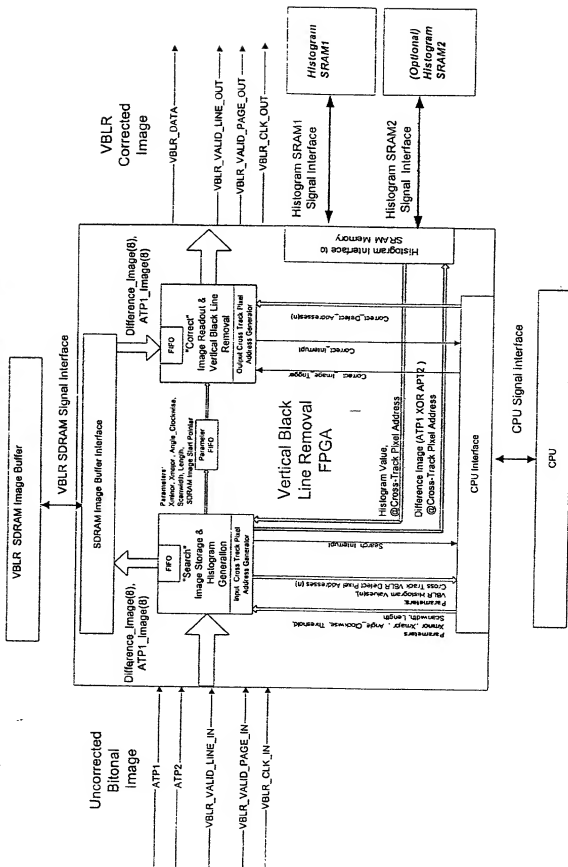 VBLR SDRAM Image Buffer
VBLR SDRAM Signal Interface
Uncorrected
Bitonal
Image
ATP1
ATP2
VBLR_VALID_LINE_IN
VBLR_VALID_PAGE_IN
VBLR_CLK_IN
SDRAM Image Buffer Interface
Difference_Image(8),
ATP1_Image(8)
FIFO
"Search"
Image Storage &
Histogram
Generation
Input Cross Track Pixel
Address Generator
Parameters:
Xminor, Xmajor, Angle_Clockwise,
Scanwidth, Length,
SDRAM Image Start Pointer
Parameter
FIFO
Difference_Image(8),
ATP1_Image(8)
FIFO
"Correct"
Image Readout &
Vertical Black Line
Removal
Output Cross Track Pixel
Address Generator
Vertical Black
Line Removal
FPGA
Parameters
Xminor, Xmajor, Angle_Clockwise, Threshold,
Scanwidth, Length
Parameters:
VBLR Histogram Values(n),
Cross Track VBLR Defect Pixel Addresses(n)
Search Interrupt
Histogram Value,
@Cross-Track Pixel Address
Difference Image (ATP1 XOR APT2)
@Cross-Track Pixel Address
Correct_Image_Trigger
Correct_Interrupt
Correct_Defect_Addresses(n)
Histogram Interface to
SRAM Memory
CPU Interface
CPU Signal Interface
CPU
VBLR
Corrected
Image
VBLR_DATA
VBLR_VALID_LINE_OUT
VBLR_VALID_PAGE_OUT
VBLR_CLK_OUT
Histogram SRAM1
Signal Interface
Histogram
SRAM1
Histogram SRAM2
Signal Interface
(Optional)
Histogram
SRAM2